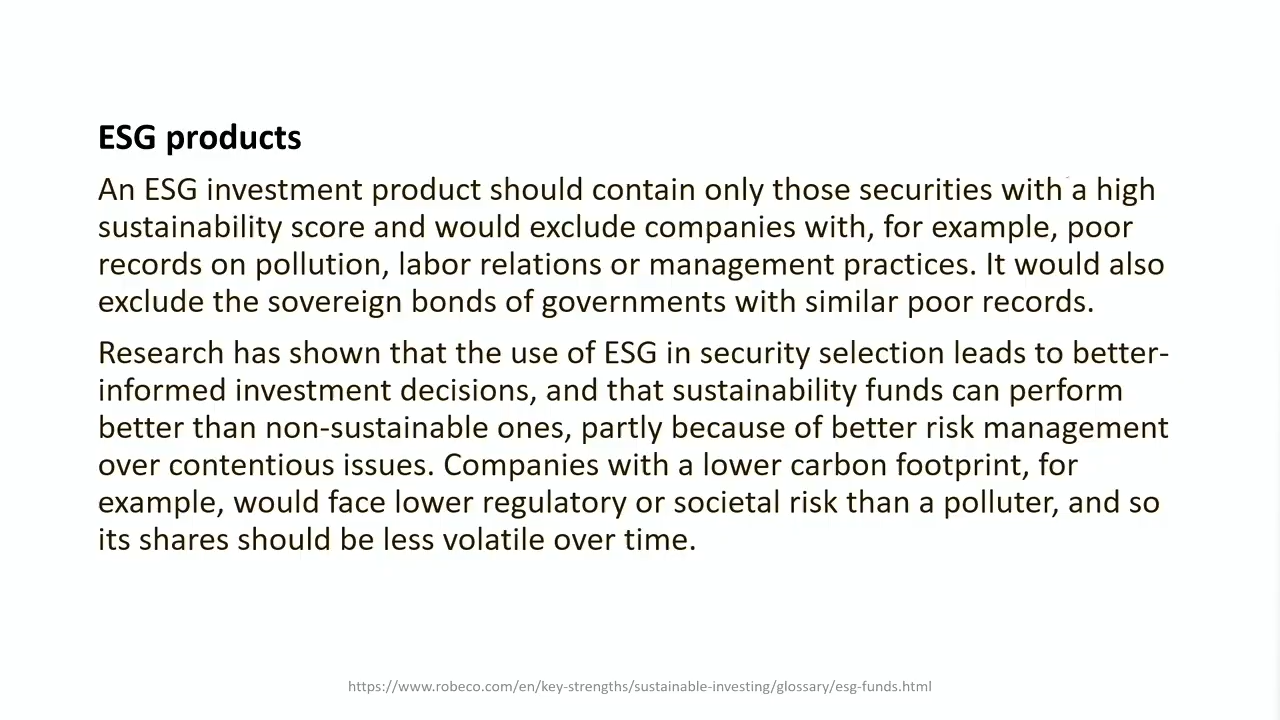 ESG products
An ESG investment product should contain only those securities with a high
sustainability score and would exclude companies with, for example, poor
records on pollution, labor relations or management practices. It would also
exclude the sovereign bonds of governments with similar poor records.
Research has shown that the use of ESG in security selection leads to better-
informed investment decisions, and that sustainability funds can perform
better than non-sustainable ones, partly because of better risk management
over contentious issues. Companies with a lower carbon footprint, for
example, would face lower regulatory or societal risk than a polluter, and so
its shares should be less volatile over time.
https://www.robeco.com/en/key-strengths/sustainable-investing/glossary/esg-funds.html